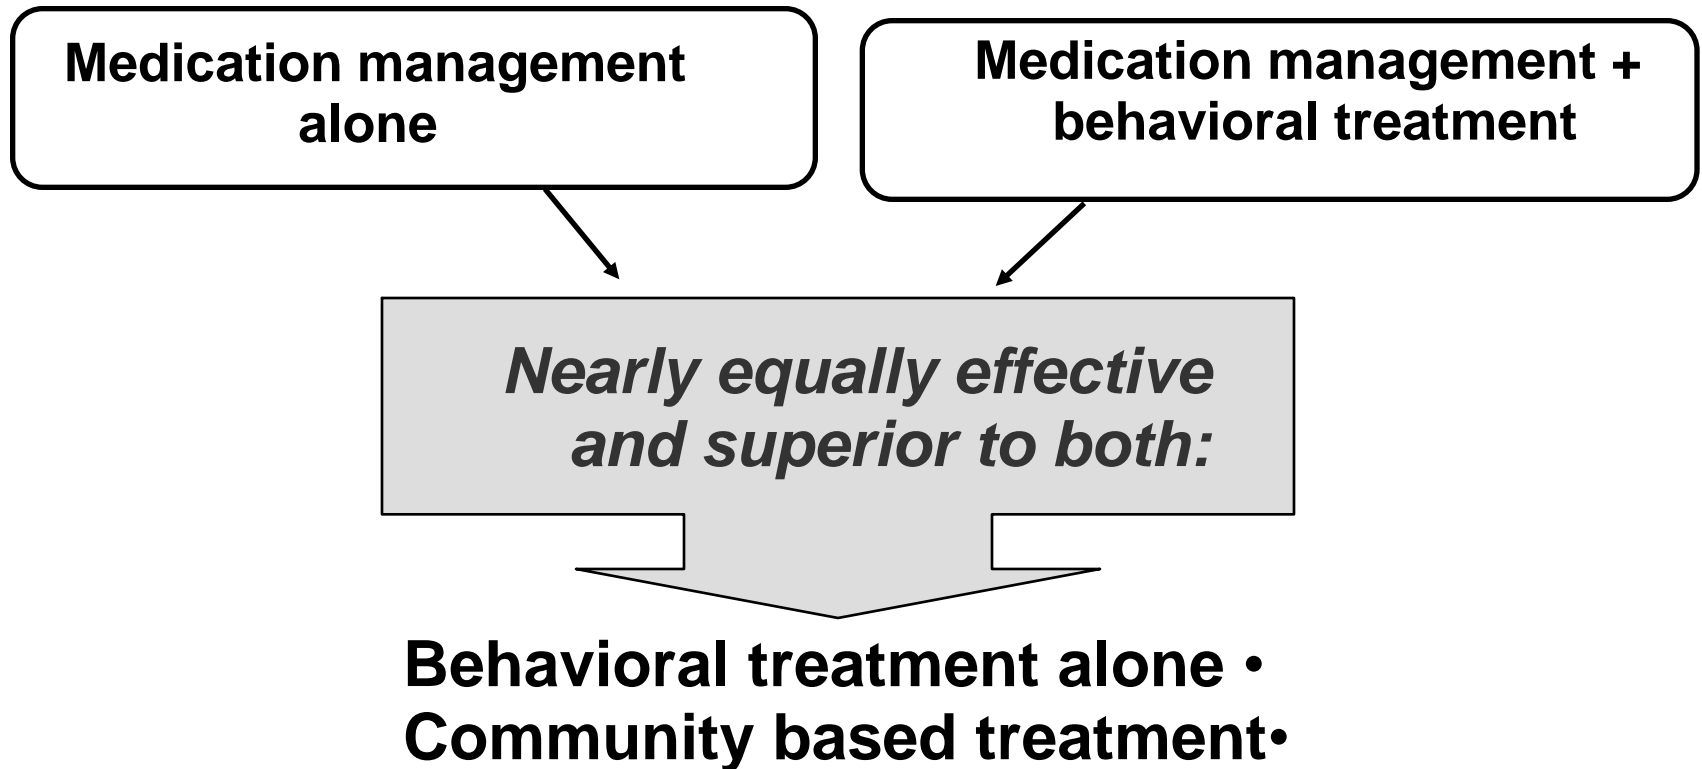 Medication management
alone
Medication management +
behavioral treatment
Nearly equally effective
and superior to both:
Behavioral treatment alone •
Community based treatment•